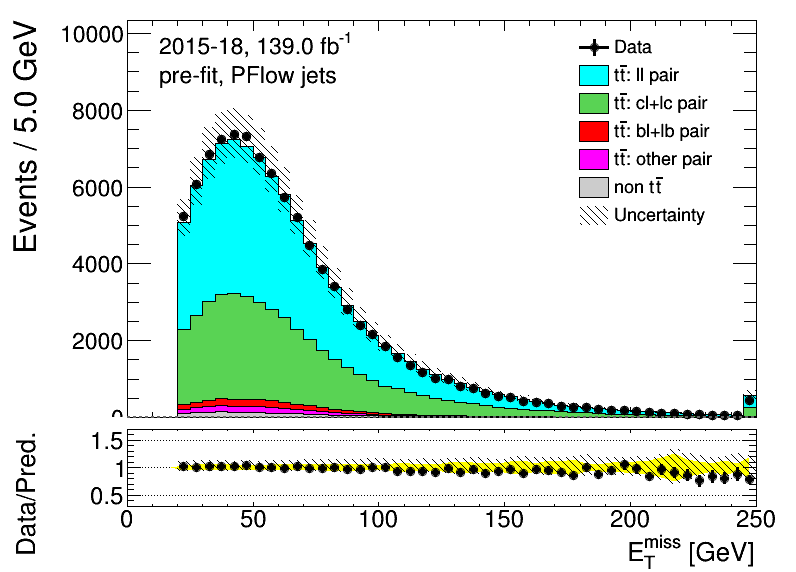 10000
8000
6000
4000
2000
0
Events / 5.0 GeV
2015-18, 139.0 fb⁻¹
pre-fit, PFlow jets
Data
tt̄: ll pair
tt̄: cl+lc pair
tt̄: bl+lb pair
tt̄: other pair
non tt̄
Uncertainty
1.5
1
0.5
Data/Pred.
0 50 100 150 200 250
E_T^miss [GeV]